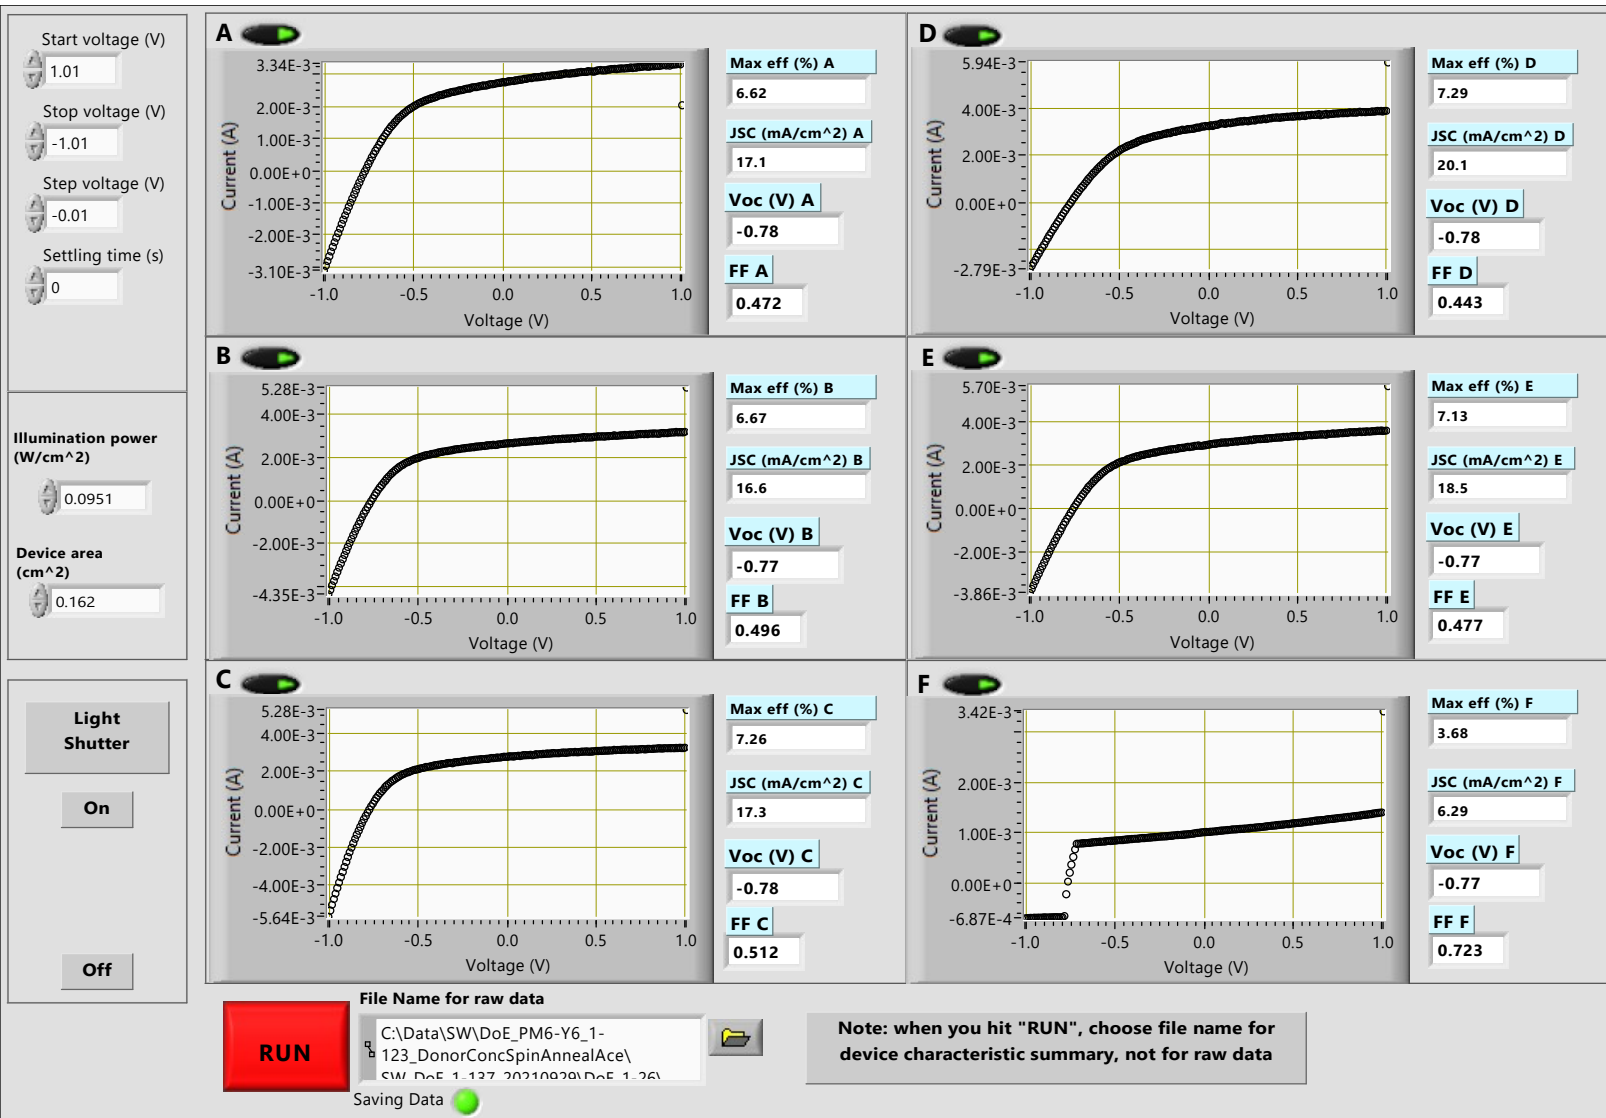 Start voltage (V)
1.01
Stop voltage (V)
-1.01
Step voltage (V)
-0.01
Settling time (s)
0
Illumination power
(W/cm^2)
0.0951
Device area
(cm^2)
0.162
Light
Shutter
On
Off
A
Current (A)
3.34E-3
2.00E-3
1.00E-3
0.00E+0
-1.00E-3
-2.00E-3
-3.10E-3
-1.0 -0.5 0.0 0.5 1.0
Voltage (V)
Max eff (%) A
6.62
JSC (mA/cm^2) A
17.1
Voc (V) A
-0.78
FF A
0.472
B
Current (A)
5.28E-3
4.00E-3
2.00E-3
0.00E+0
-2.00E-3
-4.35E-3
-1.0 -0.5 0.0 0.5 1.0
Voltage (V)
Max eff (%) B
6.67
JSC (mA/cm^2) B
16.6
Voc (V) B
-0.77
FF B
0.496
C
Current (A)
5.28E-3
4.00E-3
2.00E-3
0.00E+0
-2.00E-3
-4.00E-3
-5.64E-3
-1.0 -0.5 0.0 0.5 1.0
Voltage (V)
Max eff (%) C
7.26
JSC (mA/cm^2) C
17.3
Voc (V) C
-0.78
FF C
0.512
D
Current (A)
5.94E-3
4.00E-3
2.00E-3
0.00E+0
-2.79E-3
-1.0 -0.5 0.0 0.5 1.0
Voltage (V)
Max eff (%) D
7.29
JSC (mA/cm^2) D
20.1
Voc (V) D
-0.78
FF D
0.443
E
Current (A)
5.70E-3
4.00E-3
2.00E-3
0.00E+0
-2.00E-3
-3.86E-3
-1.0 -0.5 0.0 0.5 1.0
Voltage (V)
Max eff (%) E
7.13
JSC (mA/cm^2) E
18.5
Voc (V) E
-0.77
FF E
0.477
F
Current (A)
3.42E-3
2.00E-3
1.00E-3
0.00E+0
-6.87E-4
-1.0 -0.5 0.0 0.5 1.0
Voltage (V)
Max eff (%) F
3.68
JSC (mA/cm^2) F
6.29
Voc (V) F
-0.77
FF F
0.723
RUN
File Name for raw data
C:\Data\SW\DoE_PM6-Y6_1-
123_DonorConcSpinAnnealAce\
SW_DoE_1-137_20210929\DoE_1-26\
Saving Data
Note: when you hit "RUN", choose file name for
device characteristic summary, not for raw data